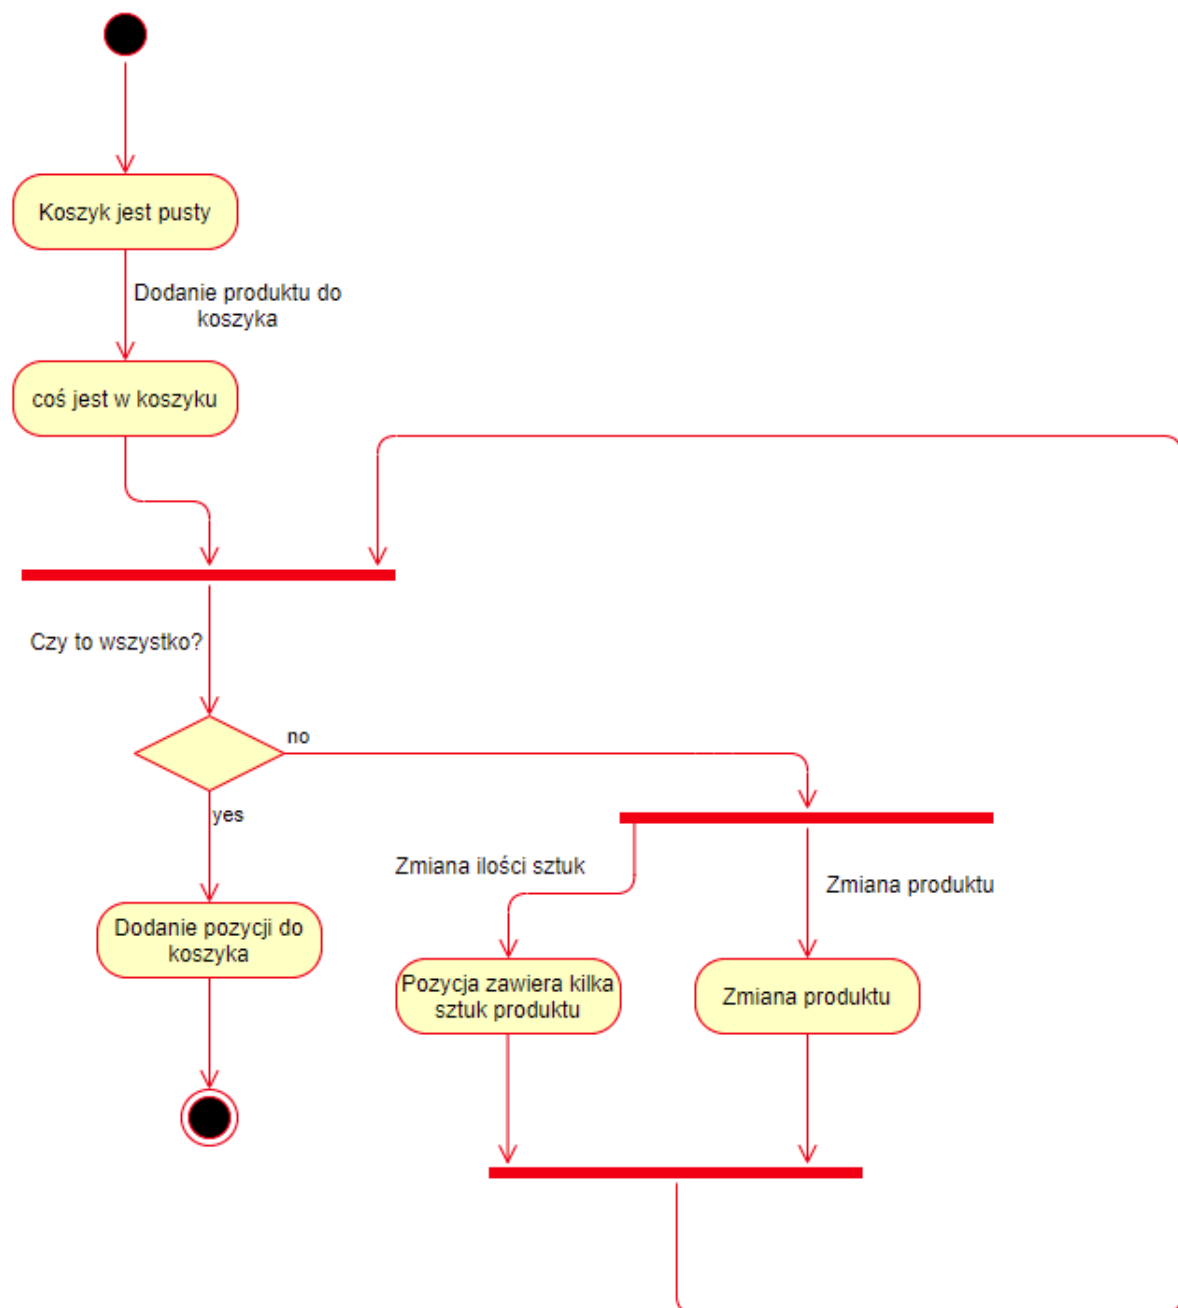 Koszyk jest pusty
Dodanie produktu do
koszyka
coś jest w koszyku
Czy to wszystko?
no
yes
Zmiana ilości sztuk
Zmiana produktu
Dodanie pozycji do
koszyka
Pozycja zawiera kilka
sztuk produktu
Zmiana produktu